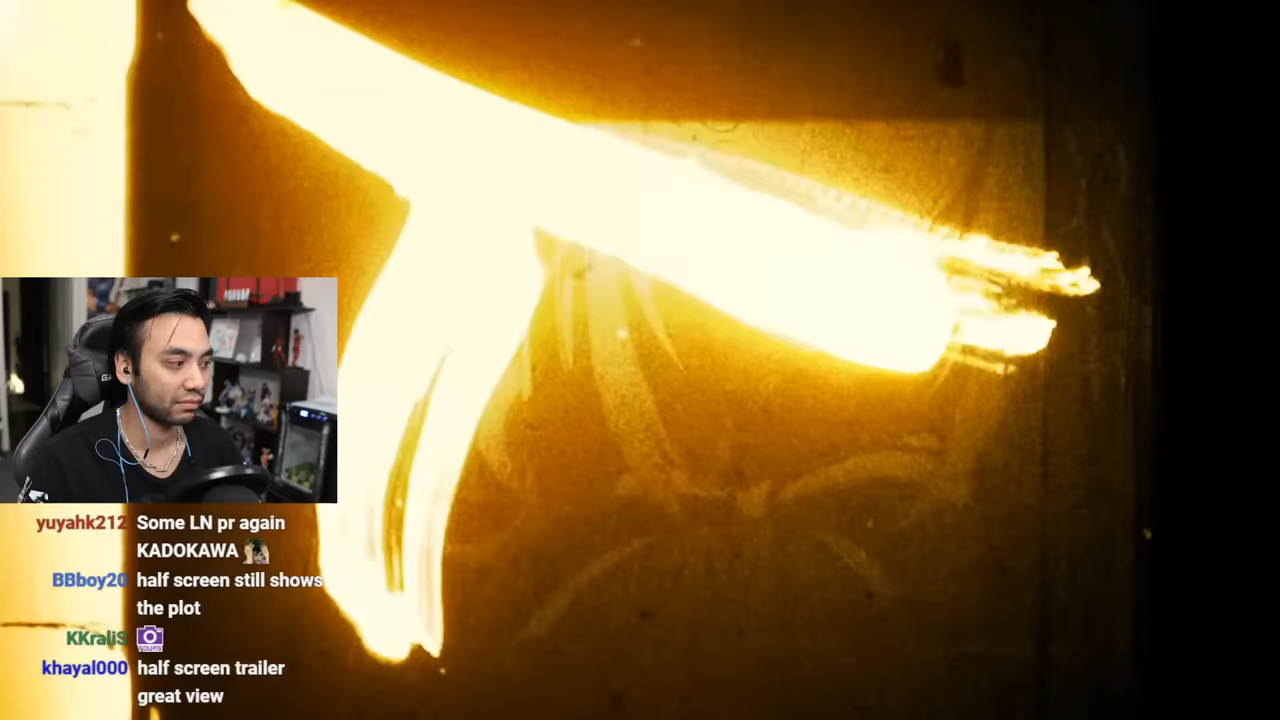 yuyahk212 Some LN pr again
KADOKAWA
BBboy20 half screen still shows
the plot
KKraliS
khayal000 half screen trailer
great view